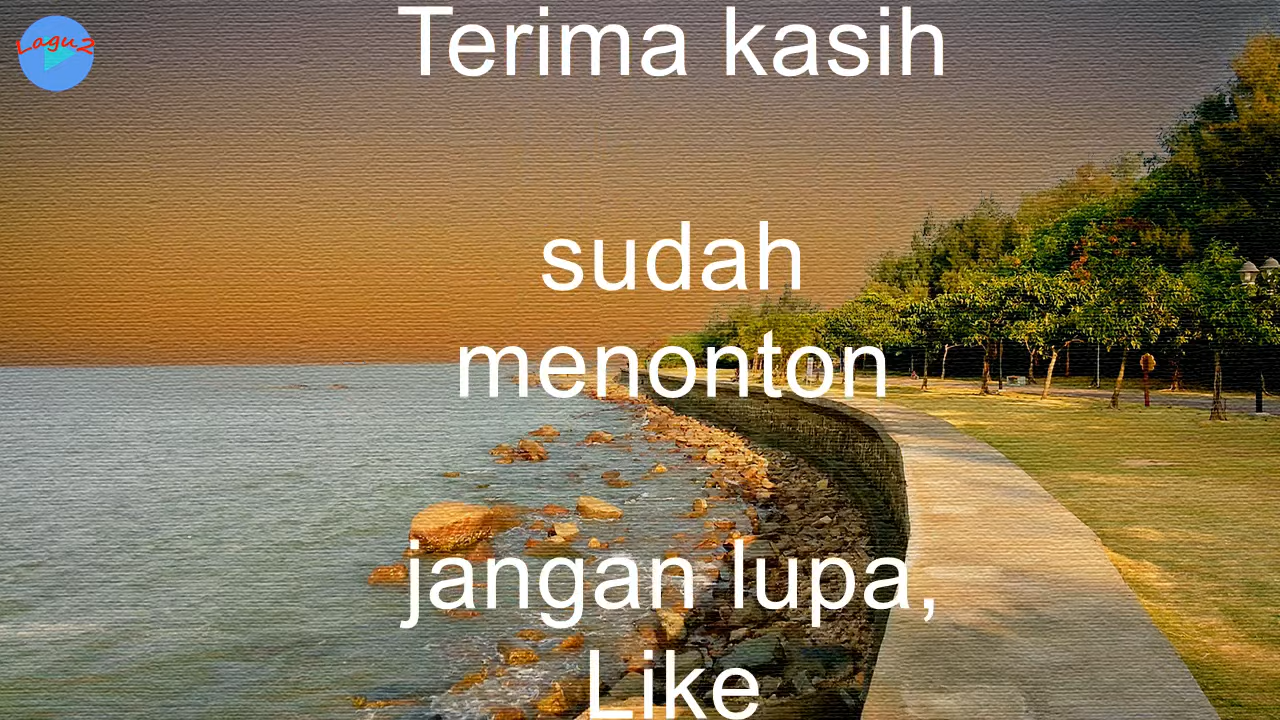 Lagu2
Terima kasih
sudah
menonton
jangan lupa,
Like